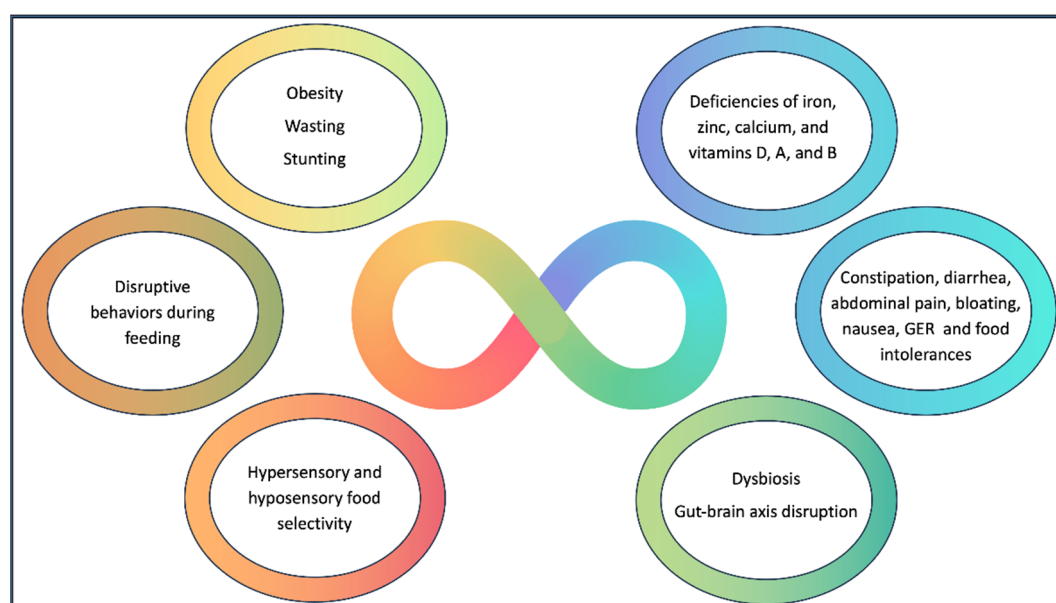 Obesity
Wasting
Stunting
Deficiencies of iron,
zinc, calcium, and
vitamins D, A, and B
Disruptive
behaviors during
feeding
Constipation, diarrhea,
abdominal pain, bloating,
nausea, GER and food
intolerances
Hypersensory and
hyposensory food
selectivity
Dysbiosis
Gut-brain axis disruption